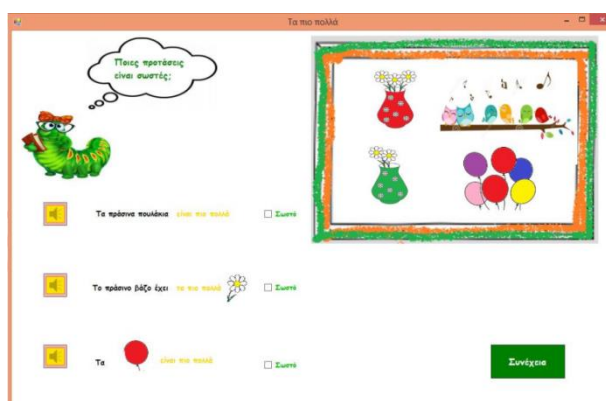 Τα πιο πολλά
Ποιες προτάσεις
είναι σωστές;
Τα πράσινα πουλάκια είναι πιο πολλά Σωστό
Το πράσινο βάζο έχει τα πιο πολλά Σωστό
Τα είναι πιο πολλά Σωστό
Συνέχεια